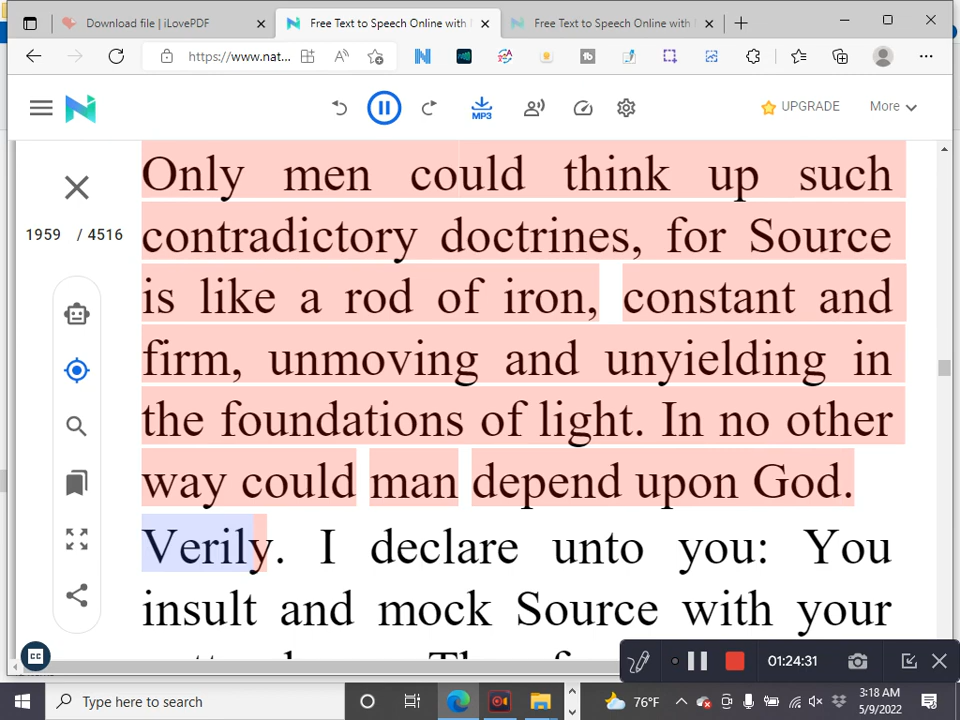 Download file | iLovePDF
Free Text to Speech Online with
Free Text to Speech Online with
https://www.nat...
MP3
UPGRADE
More
1959 / 4516
Only men could think up such
contradictory doctrines, for Source
is like a rod of iron, constant and
firm, unmoving and unyielding in
the foundations of light. In no other
way could man depend upon God.
Verily. I declare unto you: You
insult and mock Source with your
CC
01:24:31
Type here to search
76°F
3:18 AM
5/9/2022